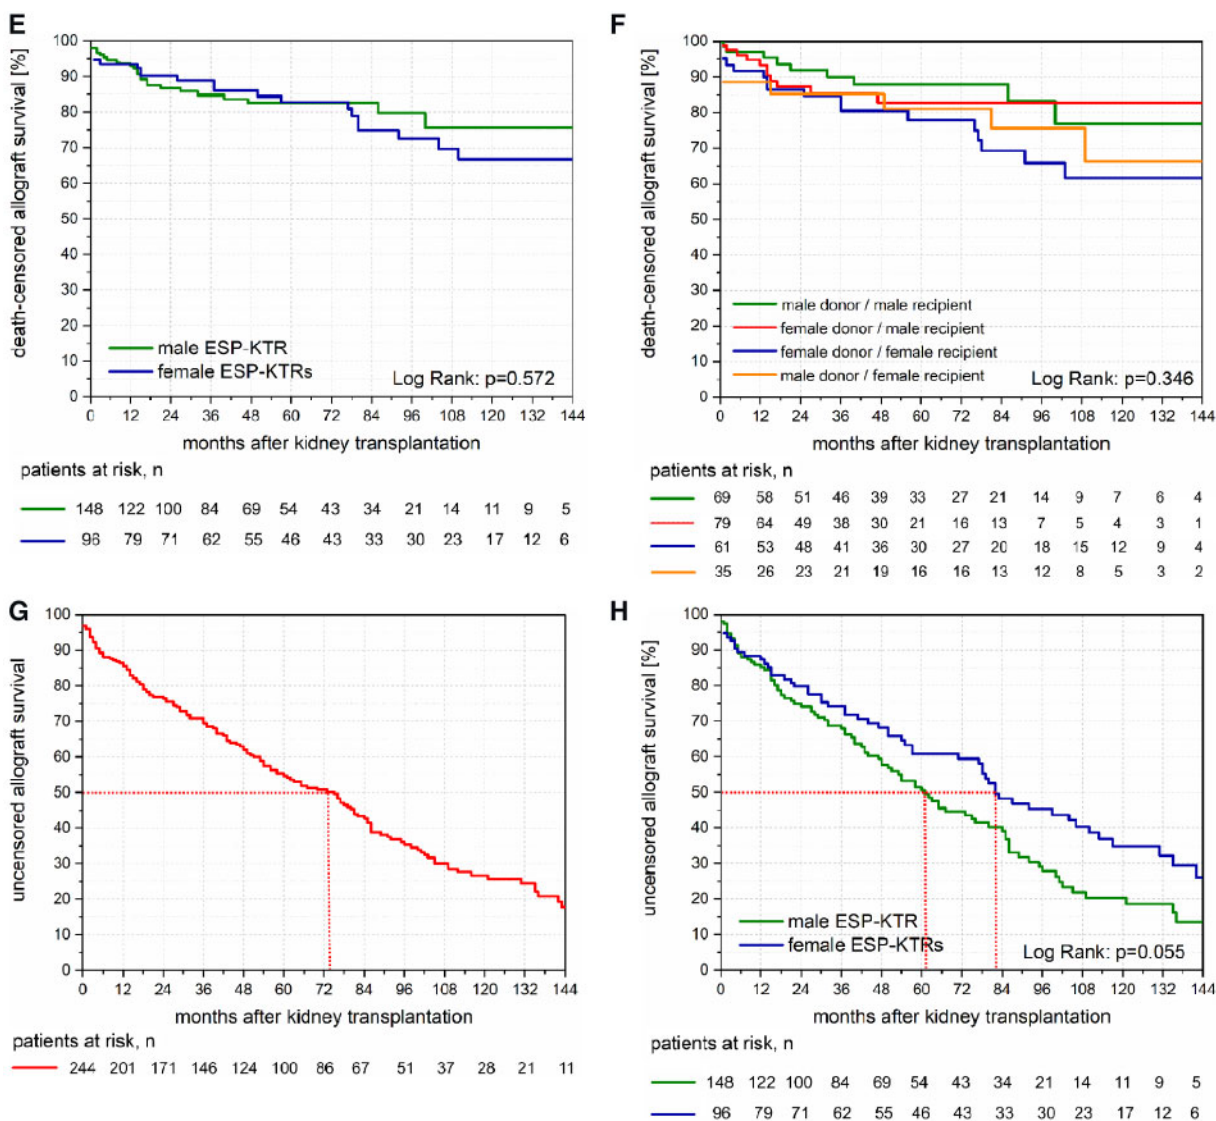 E
death-censored allograft survival [%]
100
90
80
70
60
50
40
30
20
10
0
male ESP-KTR
female ESP-KTRs
Log Rank: p=0.572
0 12 24 36 48 60 72 84 96 108 120 132 144
months after kidney transplantation
patients at risk, n
148 122 100 84 69 54 43 34 21 14 11 9 5
96 79 71 62 55 46 43 33 30 23 17 12 6
F
death-censored allograft survival [%]
100
90
80
70
60
50
40
30
20
10
0
male donor / male recipient
female donor / male recipient
female donor / female recipient
male donor / female recipient
Log Rank: p=0.346
0 12 24 36 48 60 72 84 96 108 120 132 144
months after kidney transplantation
patients at risk, n
69 58 51 46 39 33 27 21 14 9 7 6 4
79 64 49 38 30 21 16 13 7 5 4 3 1
61 53 48 41 36 30 27 20 18 15 12 9 4
35 26 23 21 19 16 16 13 12 8 5 3 2
G
uncensored allograft survival
100
90
80
70
60
50
40
30
20
10
0
0 12 24 36 48 60 72 84 96 108 120 132 144
months after kidney transplantation
patients at risk, n
244 201 171 146 124 100 86 67 51 37 28 21 11
H
uncensored allograft survival [%]
100
90
80
70
60
50
40
30
20
10
0
male ESP-KTR
female ESP-KTRs
Log Rank: p=0.055
0 12 24 36 48 60 72 84 96 108 120 132 144
months after kidney transplantation
patients at risk, n
148 122 100 84 69 54 43 34 21 14 11 9 5
96 79 71 62 55 46 43 33 30 23 17 12 6